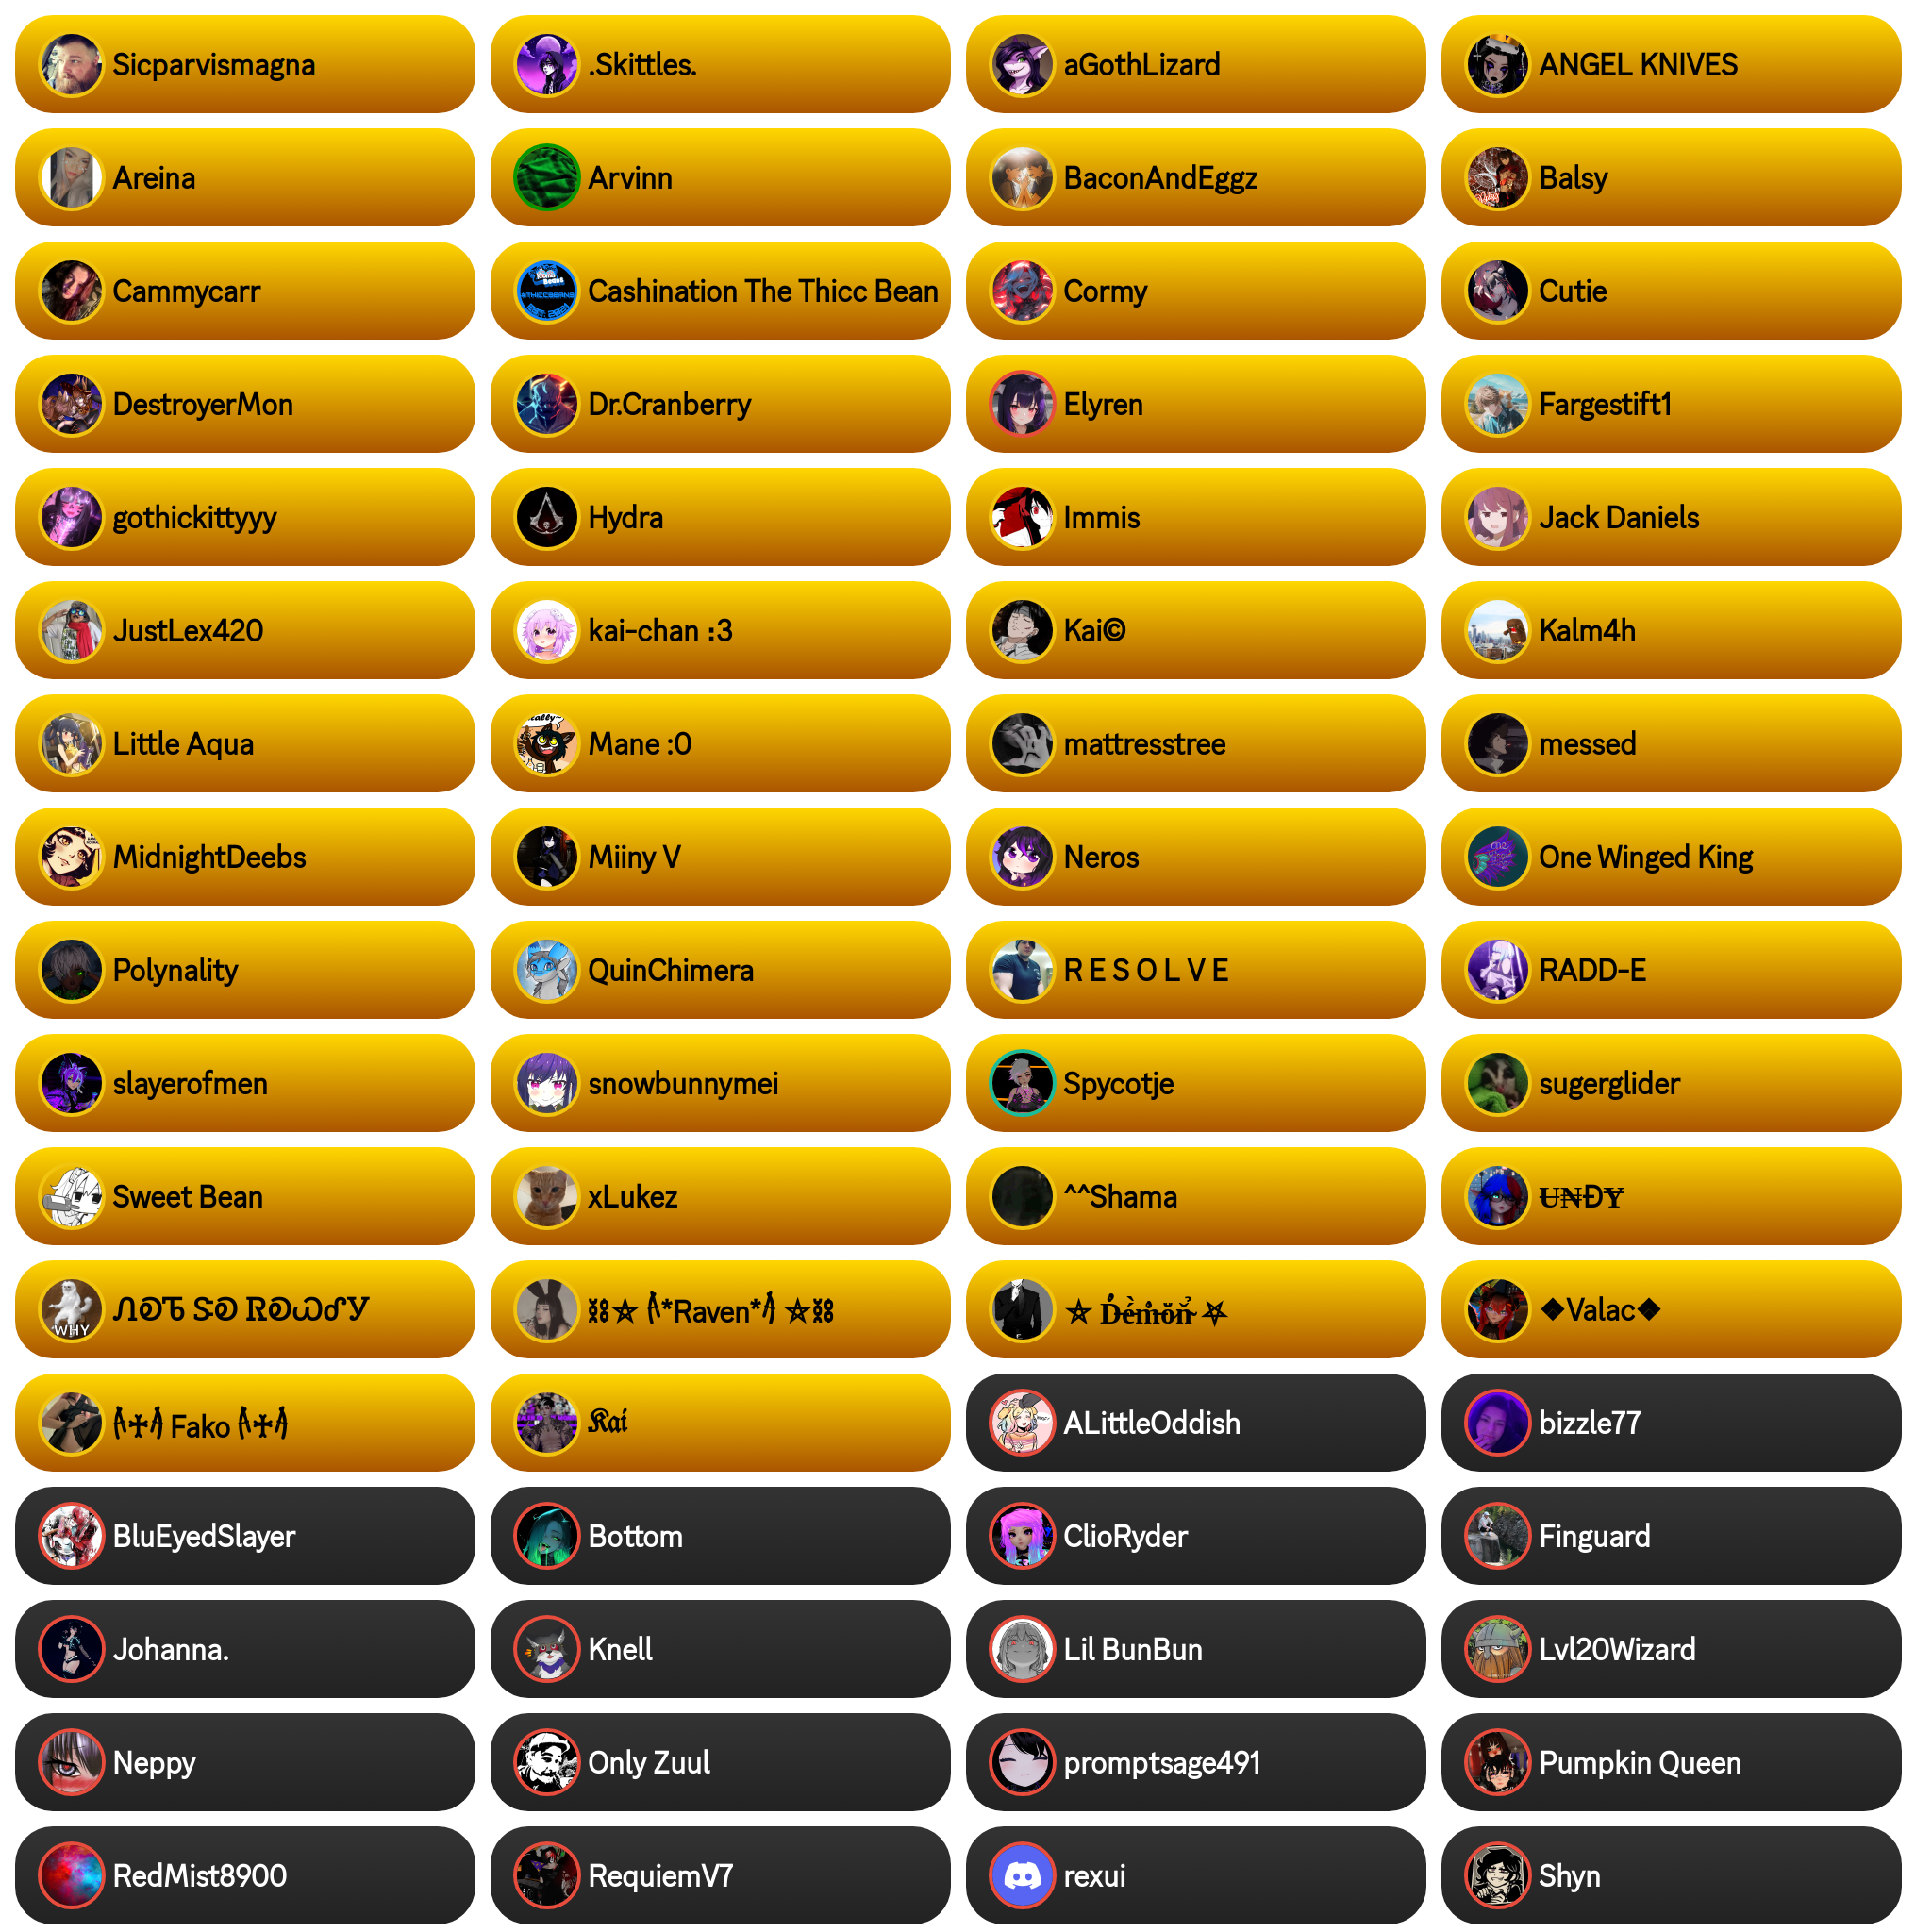 Sicparvismagna
.Skittles.
aGothLizard
ANGEL KNIVES
Areina
Arvinn
BaconAndEggz
Balsy
Cammycarr
Cashination The Thicc Bean
Cormy
Cutie
DestroyerMon
Dr.Cranberry
Elyren
Fargestift1
gothickittyyy
Hydra
Immis
Jack Daniels
JustLex420
kai-chan :3
Kai©
Kalm4h
Little Aqua
Mane :0
mattresstree
messed
MidnightDeebs
Miiny V
Neros
One Winged King
Polynality
QuinChimera
R E S O L V E
RADD-E
slayerofmen
snowbunnymei
Spycotje
sugerglider
Sweet Bean
xLukez
^^Shama
WHY
*Raven*
◆Valac◆
Fako
𝕶𝖆𝖎
ALittleOddish
bizzle77
BluEyedSlayer
Bottom
ClioRyder
Finguard
Johanna.
Knell
Lil BunBun
Lvl20Wizard
Neppy
Only Zuul
promptsage491
Pumpkin Queen
RedMist8900
RequiemV7
rexui
Shyn